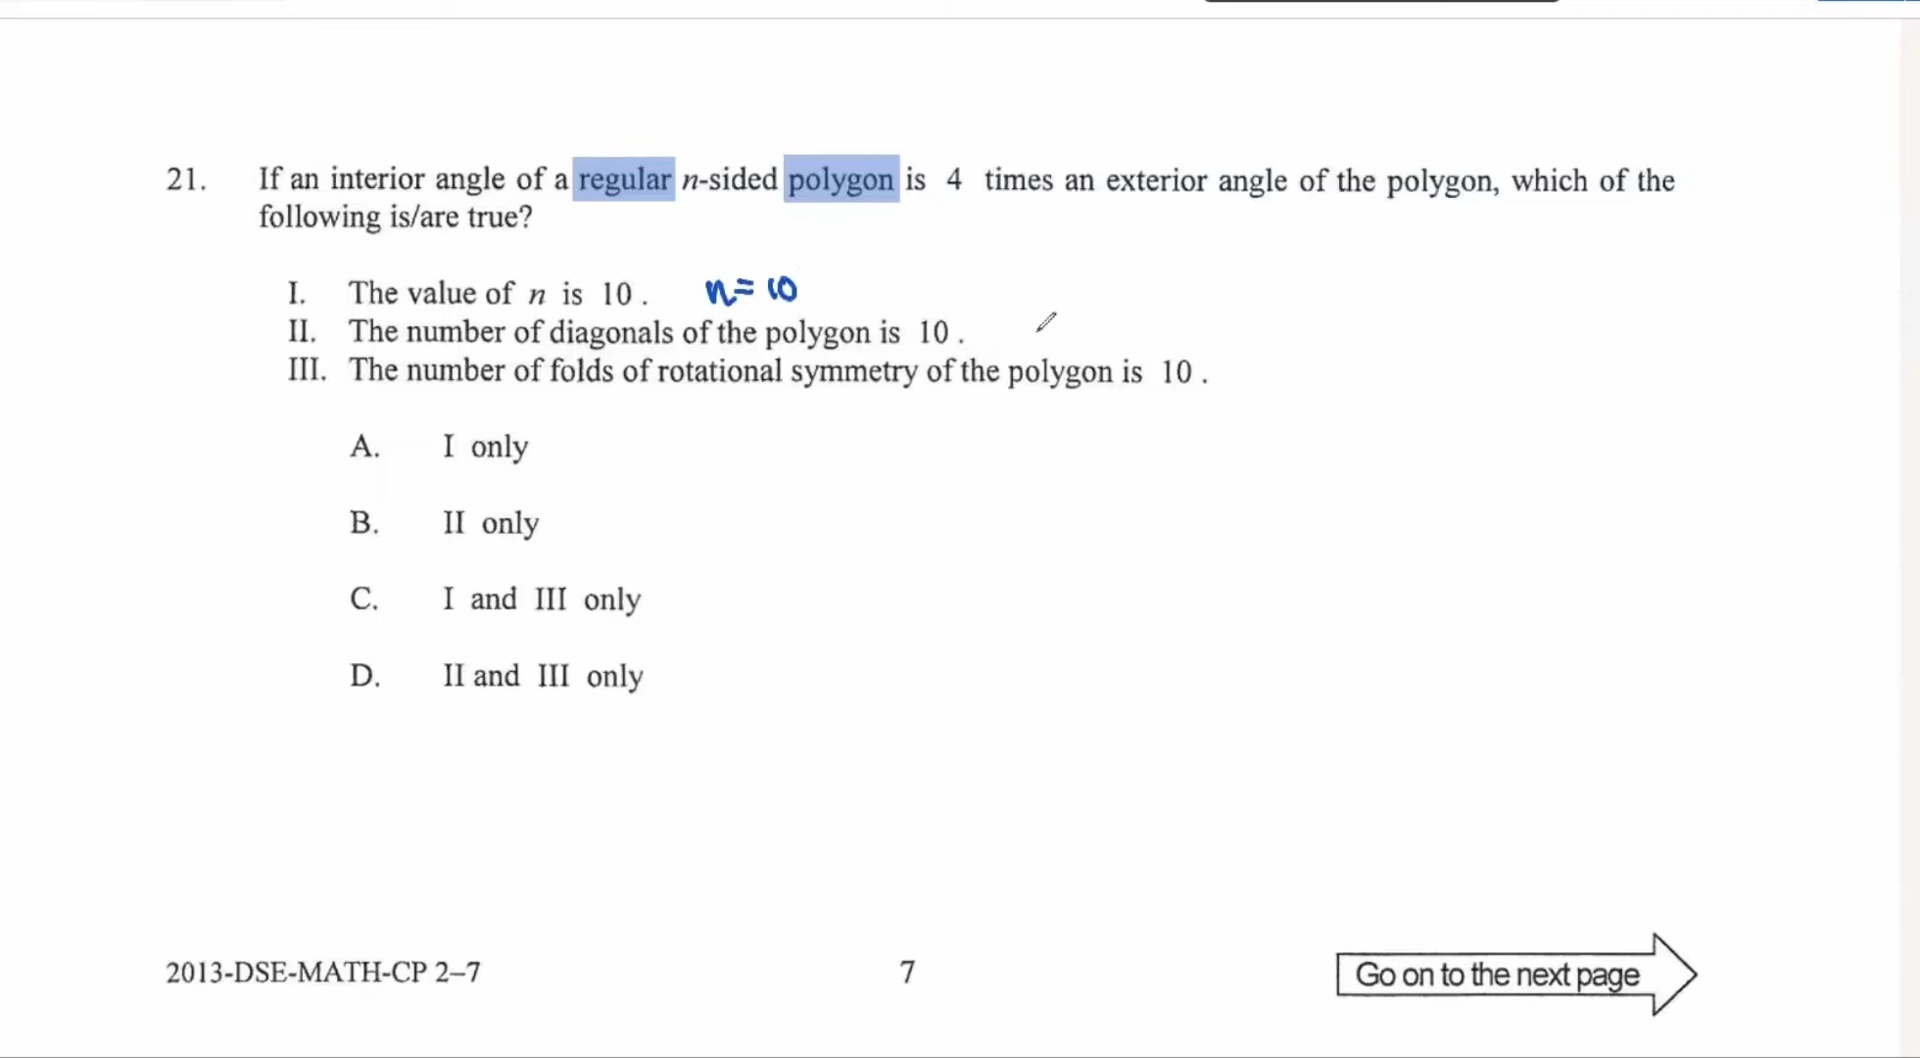 21. If an interior angle of a regular n-sided polygon is 4 times an exterior angle of the polygon, which of the
following is/are true?
I. The value of n is 10 . n = 10
II. The number of diagonals of the polygon is 10 .
III. The number of folds of rotational symmetry of the polygon is 10 .
A. I only
B. II only
C. I and III only
D. II and III only
2013-DSE-MATH-CP 2–7 7 Go on to the next page